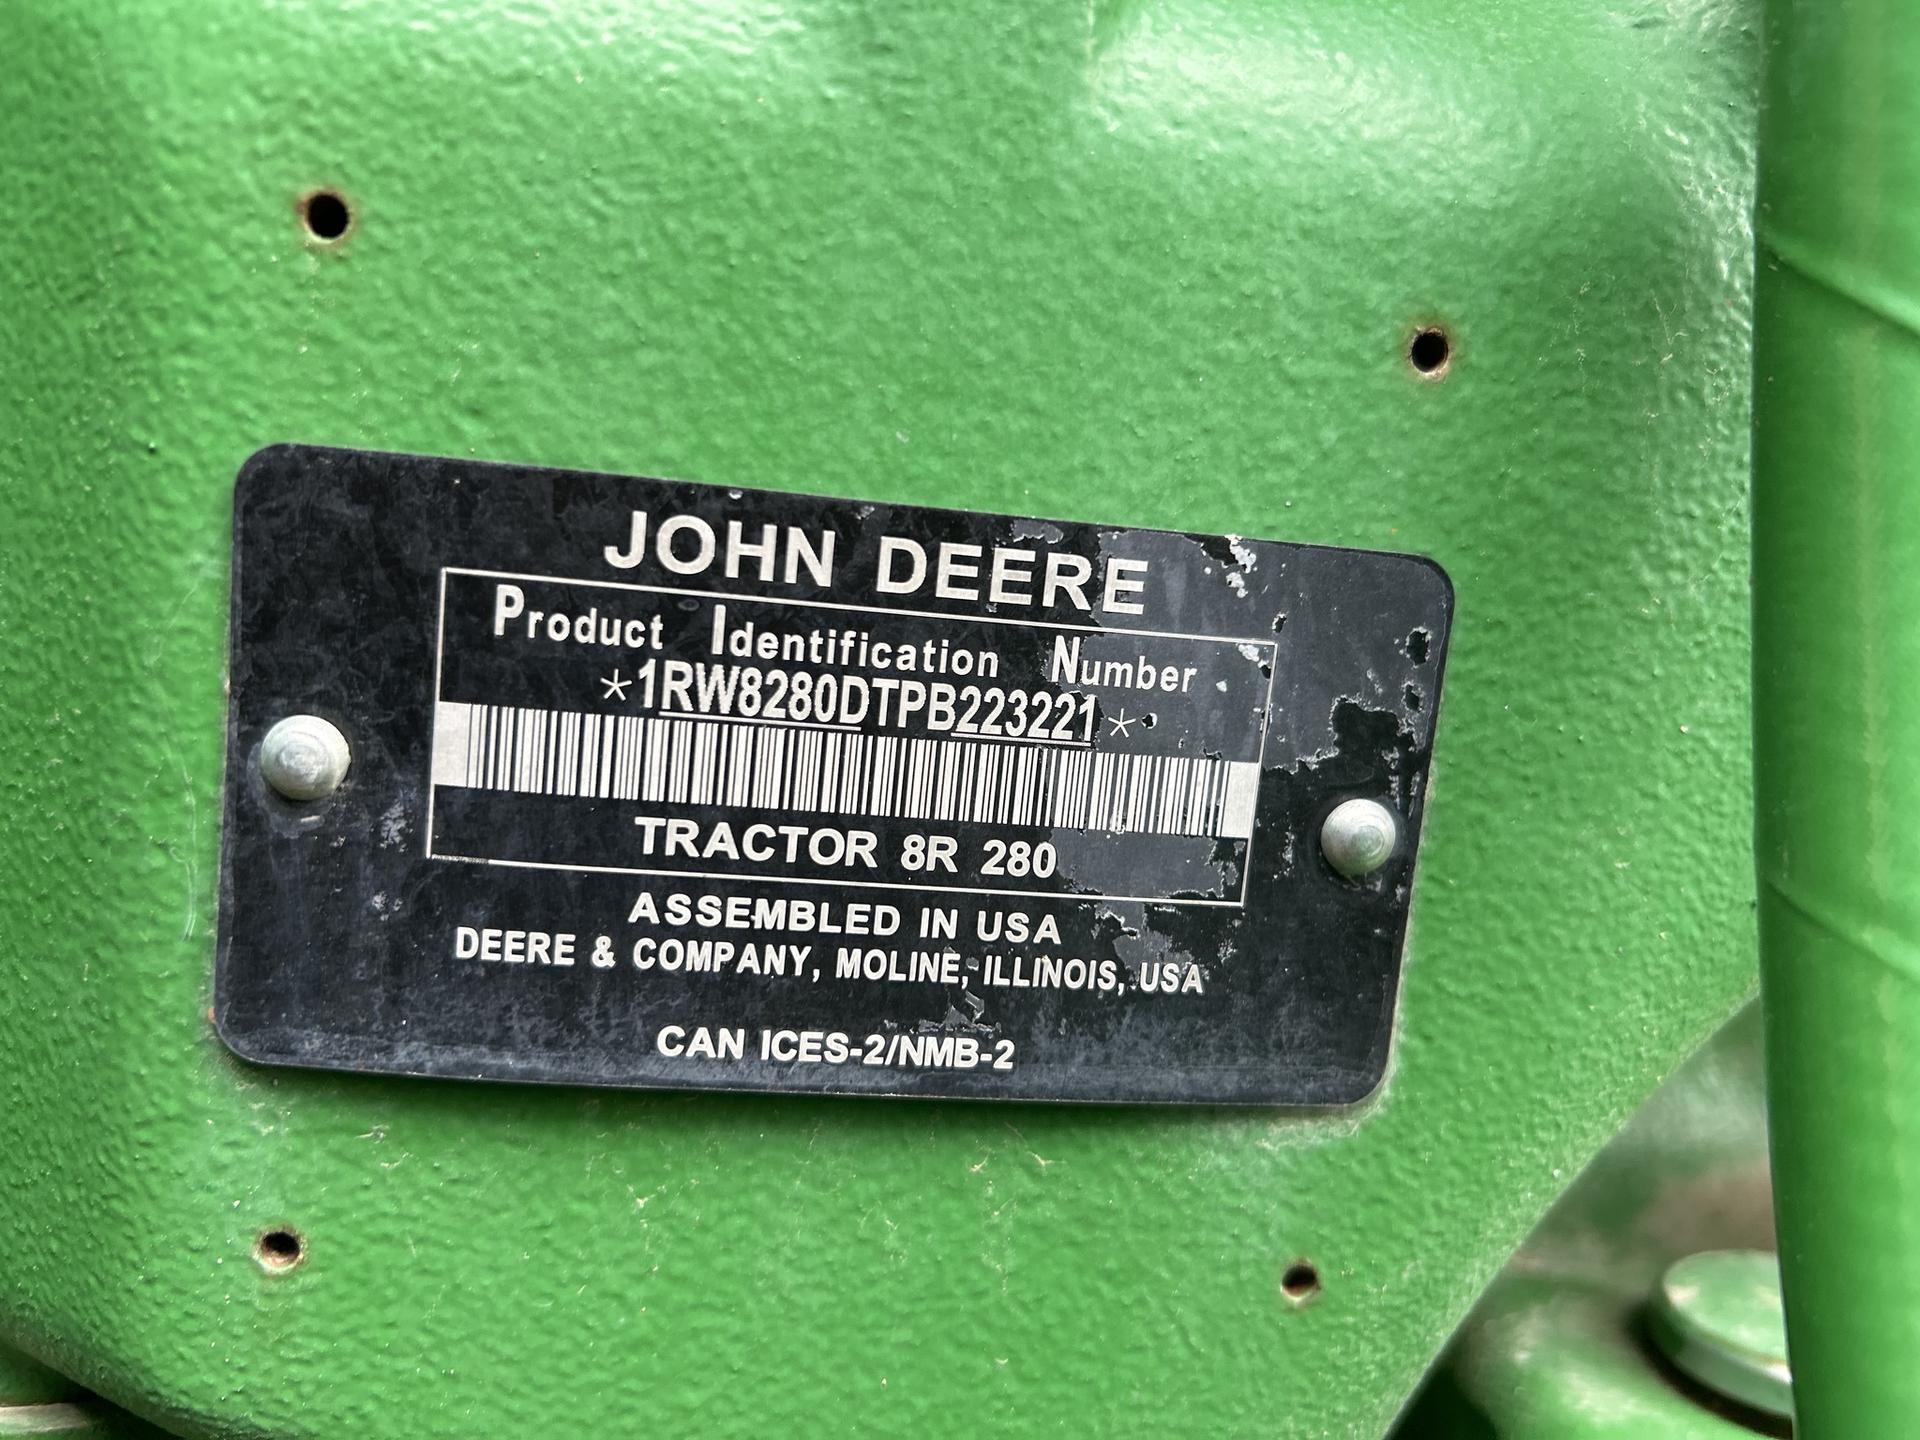 JOHN DEERE
Product Identification Number
*1RW8280DTPB223221*
TRACTOR 8R 280
ASSEMBLED IN USA
DEERE & COMPANY, MOLINE, ILLINOIS, USA
CAN ICES-2/NMB-2